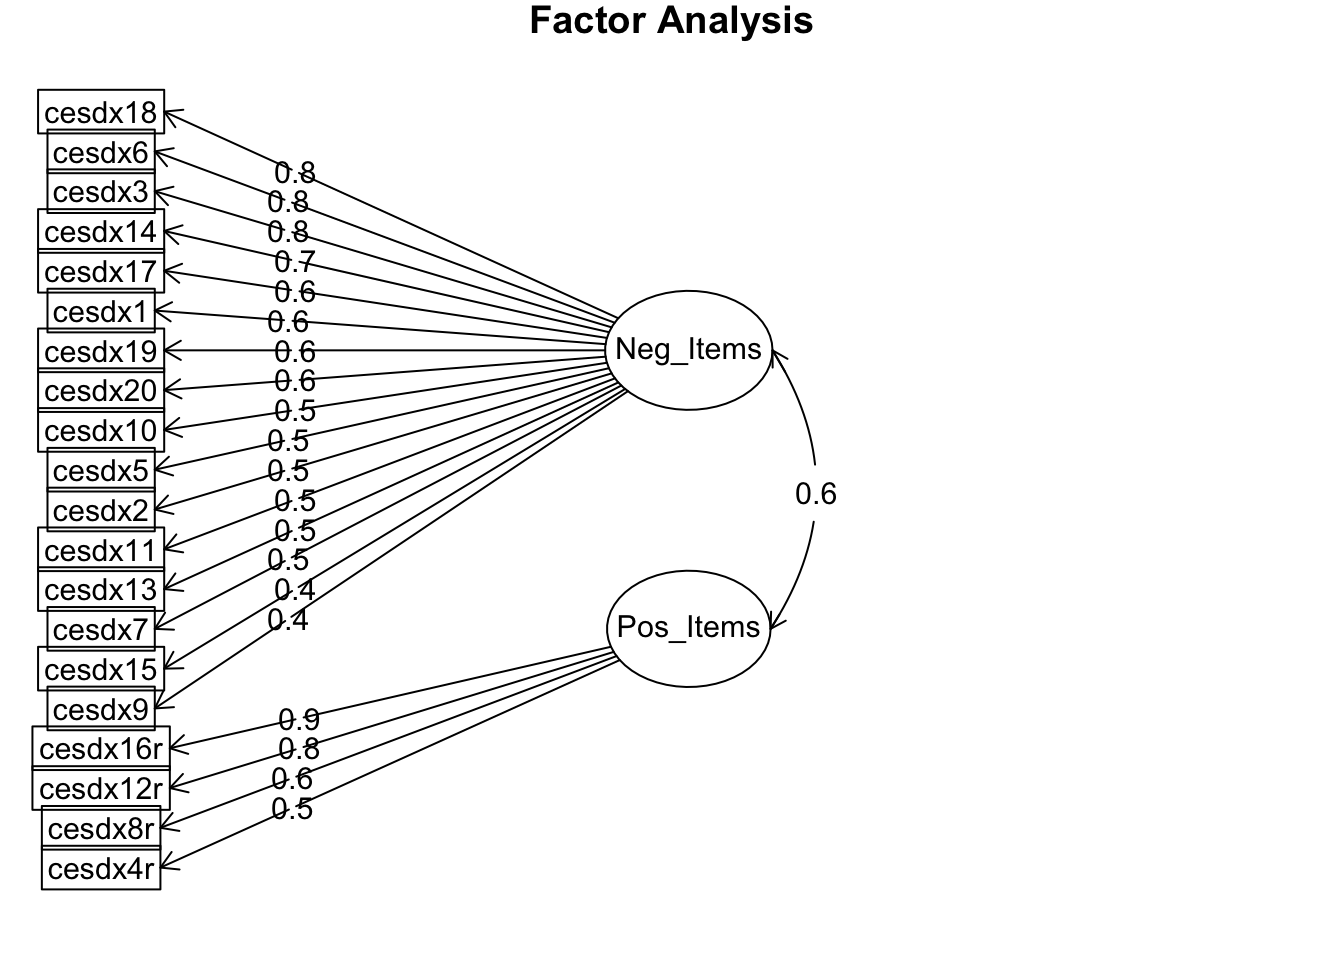 Factor Analysis
cesdx18
cesdx6
cesdx3
cesdx14
cesdx17
cesdx1
cesdx19
cesdx20
cesdx10
cesdx5
cesdx2
cesdx11
cesdx13
cesdx7
cesdx15
cesdx9
cesdx16r
cesdx12r
cesdx8r
cesdx4r
0.8
0.8
0.8
0.7
0.6
0.6
0.6
0.6
0.5
0.5
0.5
0.5
0.5
0.5
0.4
0.4
0.9
0.8
0.6
0.5
Neg_Items
Pos_Items
0.6